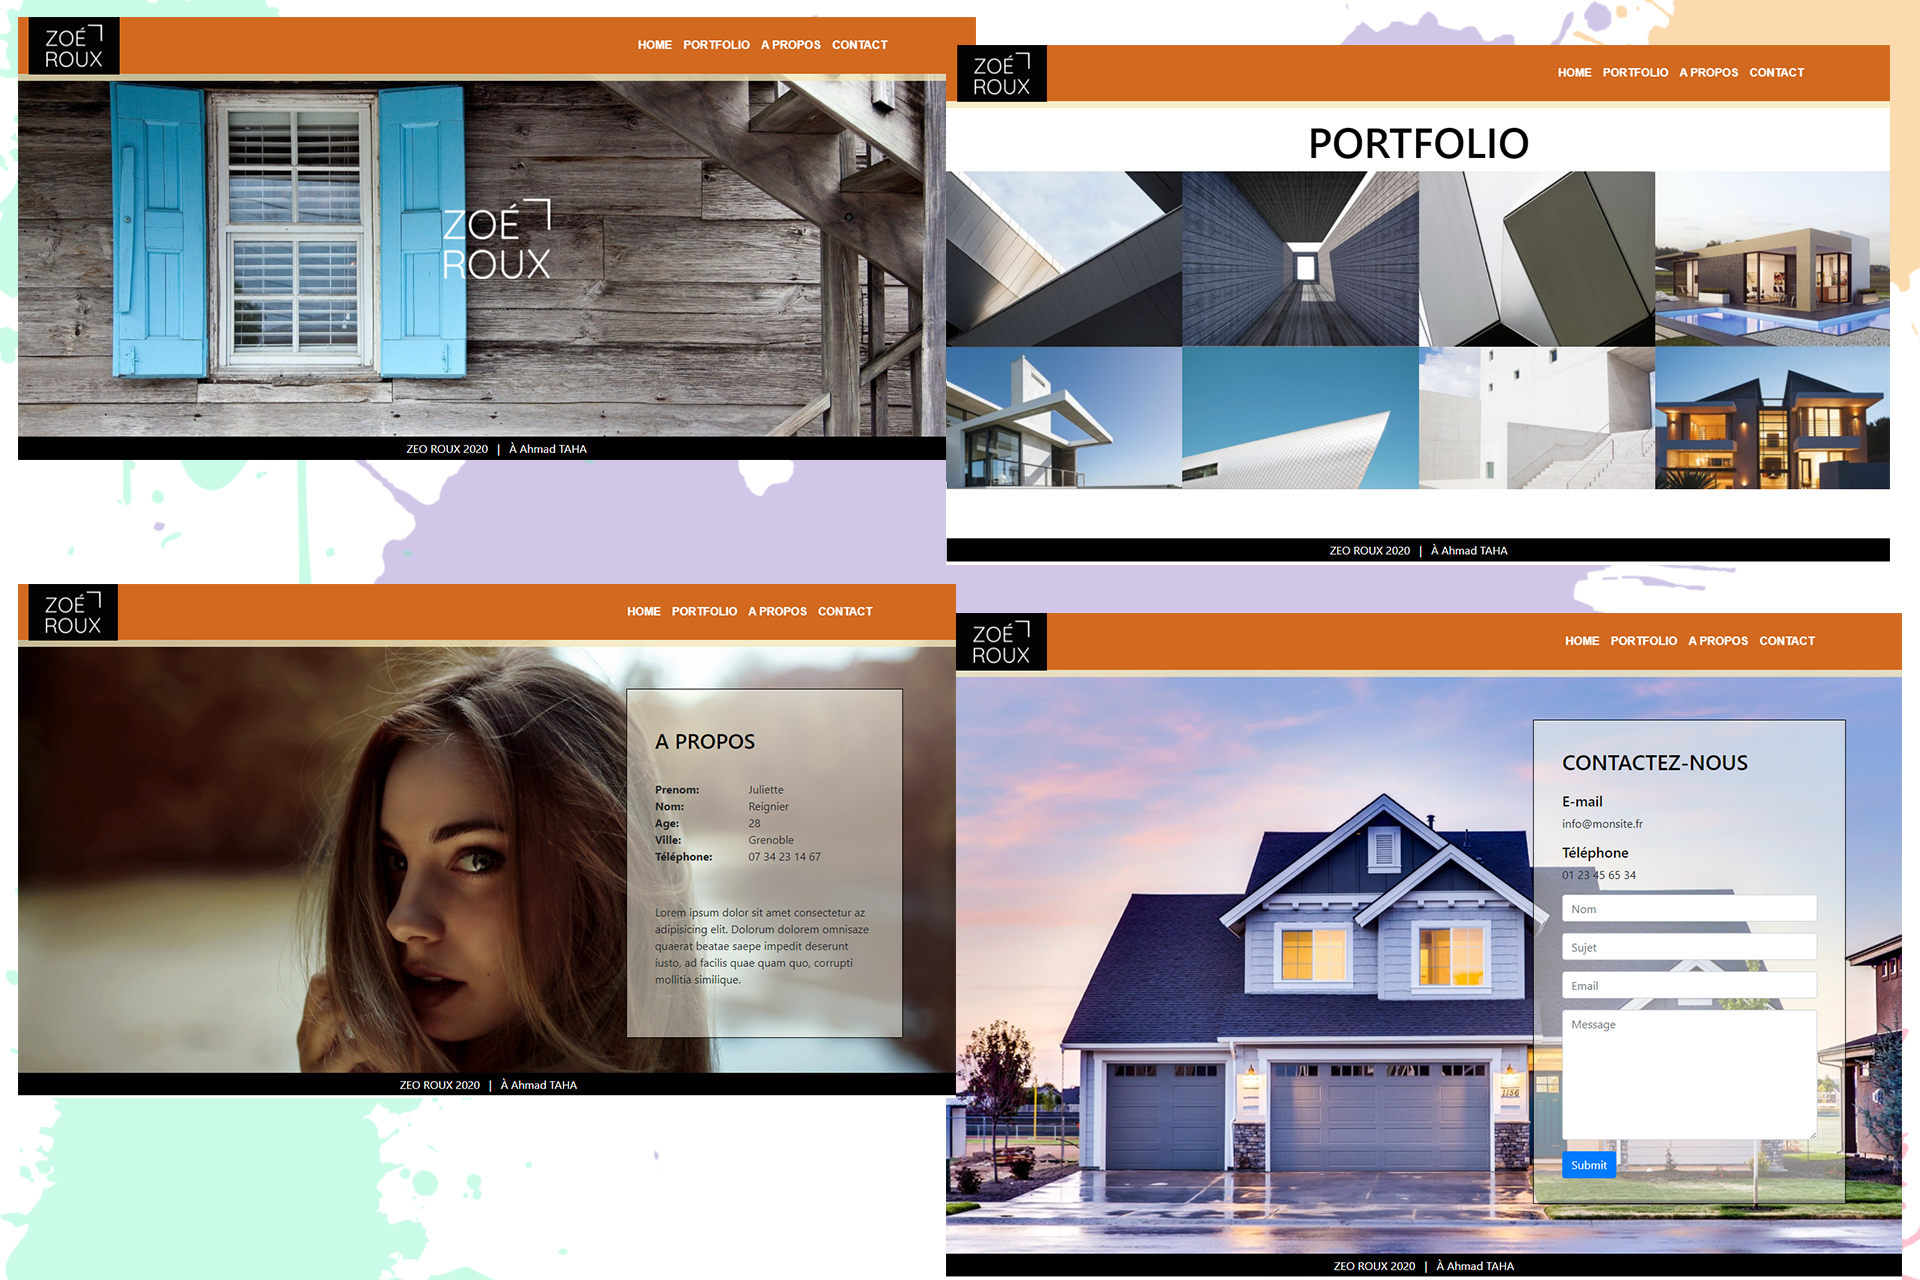 ZOÉ
ROUX
HOME PORTFOLIO A PROPOS CONTACT
ZOÉ
ROUX
ZEO ROUX 2020 | À Ahmad TAHA
ZOÉ
ROUX
HOME PORTFOLIO A PROPOS CONTACT
PORTFOLIO
ZEO ROUX 2020 | À Ahmad TAHA
ZOÉ
ROUX
HOME PORTFOLIO A PROPOS CONTACT
A PROPOS
Prenom: Juliette
Nom: Reignier
Age: 28
Ville: Grenoble
Téléphone: 07 34 23 14 67
Lorem ipsum dolor sit amet consectetur az
adipisicing elit. Dolorum dolorem omnisaze
quaerat beatae saepe impedit deserunt
iusto, ad facilis quae quam quo, corrupti
mollitia similique.
ZEO ROUX 2020 | À Ahmad TAHA
ZOÉ
ROUX
HOME PORTFOLIO A PROPOS CONTACT
CONTACTEZ-NOUS
E-mail
info@monsite.fr
Téléphone
01 23 45 65 34
Nom
Sujet
Email
Message
1156
Submit
ZEO ROUX 2020 | À Ahmad TAHA